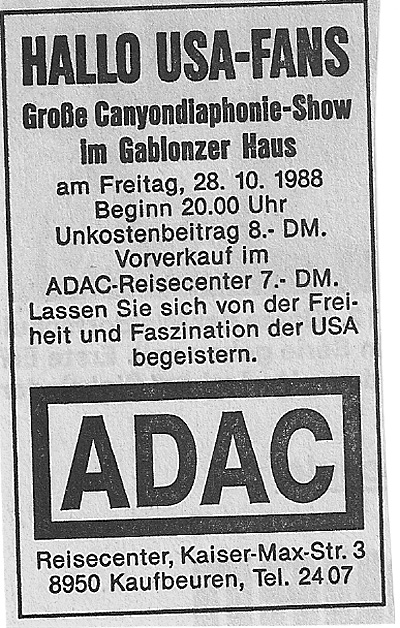 HALLO USA-FANS
Große Canyondiaphonie-Show
im Gablonzer Haus
am Freitag, 28. 10. 1988
Beginn 20.00 Uhr
Unkostenbeitrag 8.- DM.
Vorverkauf im
ADAC-Reisecenter 7.- DM.
Lassen Sie sich von der Frei-
heit und Faszination der USA
begeistern.
ADAC
Reisecenter, Kaiser-Max-Str. 3
8950 Kaufbeuren, Tel. 24 07